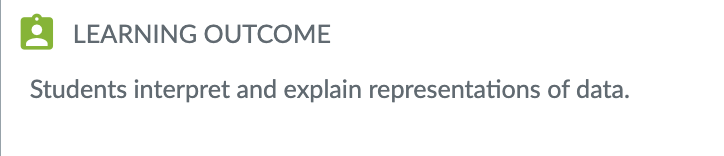 LEARNING OUTCOME
Students interpret and explain representations of data.